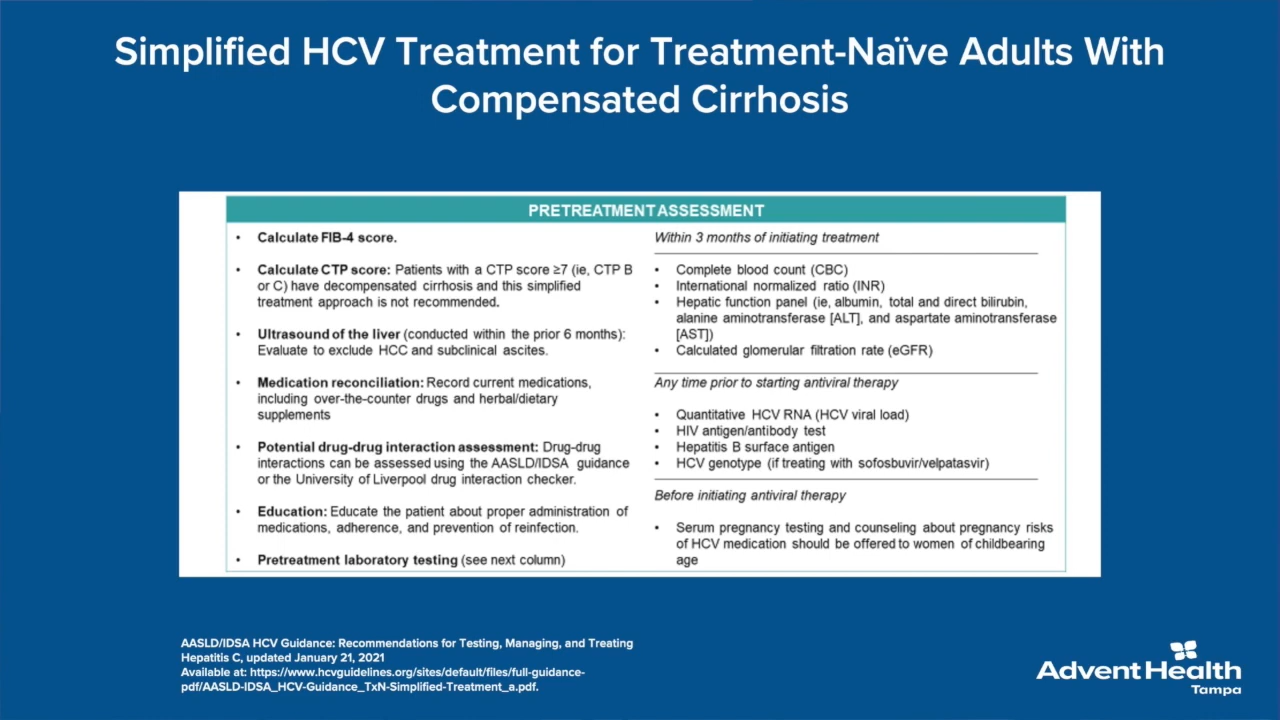 Simplified HCV Treatment for Treatment-Naïve Adults With
Compensated Cirrhosis
PRETREATMENT ASSESSMENT
• Calculate FIB-4 score.
• Calculate CTP score: Patients with a CTP score ≥7 (ie, CTP B
or C) have decompensated cirrhosis and this simplified
treatment approach is not recommended.
• Ultrasound of the liver (conducted within the prior 6 months):
Evaluate to exclude HCC and subclinical ascites.
• Medication reconciliation: Record current medications,
including over-the-counter drugs and herbal/dietary
supplements
• Potential drug-drug interaction assessment: Drug-drug
interactions can be assessed using the AASLD/IDSA guidance
or the University of Liverpool drug interaction checker.
• Education: Educate the patient about proper administration of
medications, adherence, and prevention of reinfection.
• Pretreatment laboratory testing (see next column)
Within 3 months of initiating treatment
• Complete blood count (CBC)
• International normalized ratio (INR)
• Hepatic function panel (ie, albumin, total and direct bilirubin,
alanine aminotransferase [ALT], and aspartate aminotransferase
[AST])
• Calculated glomerular filtration rate (eGFR)
Any time prior to starting antiviral therapy
• Quantitative HCV RNA (HCV viral load)
• HIV antigen/antibody test
• Hepatitis B surface antigen
• HCV genotype (if treating with sofosbuvir/velpatasvir)
Before initiating antiviral therapy
• Serum pregnancy testing and counseling about pregnancy risks
of HCV medication should be offered to women of childbearing
age
AASLD/IDSA HCV Guidance: Recommendations for Testing, Managing, and Treating
Hepatitis C, updated January 21, 2021
Available at: https://www.hcvguidelines.org/sites/default/files/full-guidance-
pdf/AASLD-IDSA_HCV-Guidance_TxN-Simplified-Treatment_a.pdf.
Advent Health
Tampa